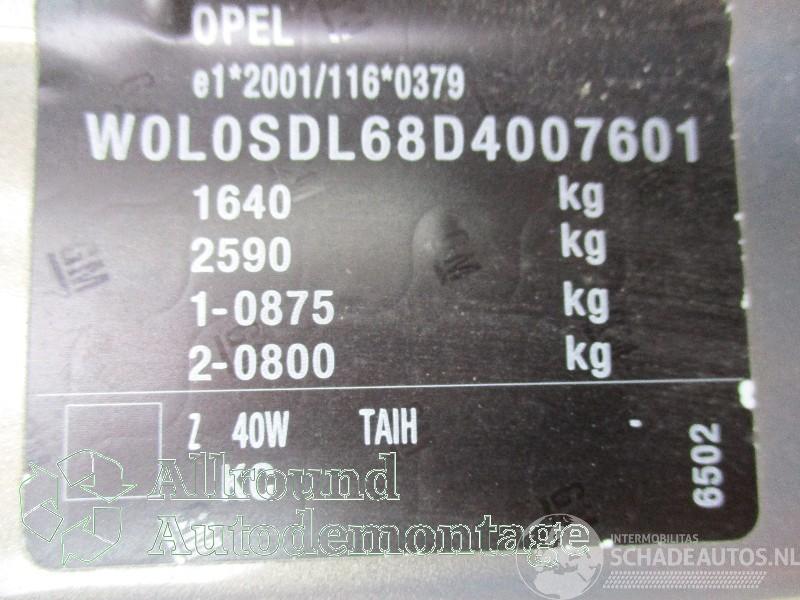 OPEL
e1*2001/116*0379
W0L0SDL68D4007601
1640 kg
2590 kg
1-0875 kg
2-0800 kg
Z 40W TAIH -
6502
Allround
Autodemontage
INTERMOBILITAS
SCHADEAUTOS.NL